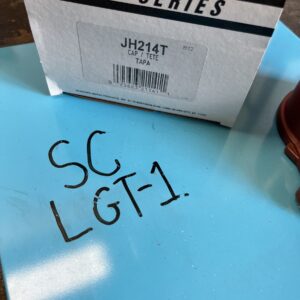 SERIES
JH214T
CAP / TETE
TAPA
SC
LGT-1.